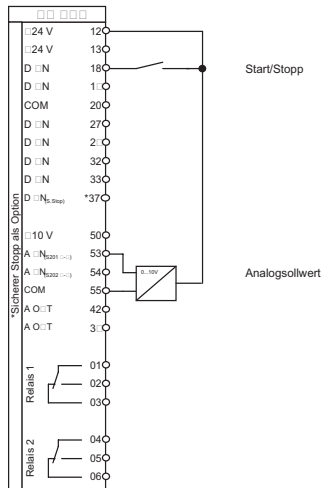 □□ □□□
□24 V 12
□24 V 13
D □N 18
Start/Stopp
D □N 1□
COM 20
D □N 27
D □N 2□
D □N 32
D □N 33
D □N(S.Stop) *37
*Sicherer Stopp als Option
□10 V 50
A □N(S201 □-□) 53
0...10V
A □N(S202 □-□) 54
Analogsollwert
COM 55
A O□T 42
A O□T 3□
Relais 1
01
02
03
Relais 2
04
05
06